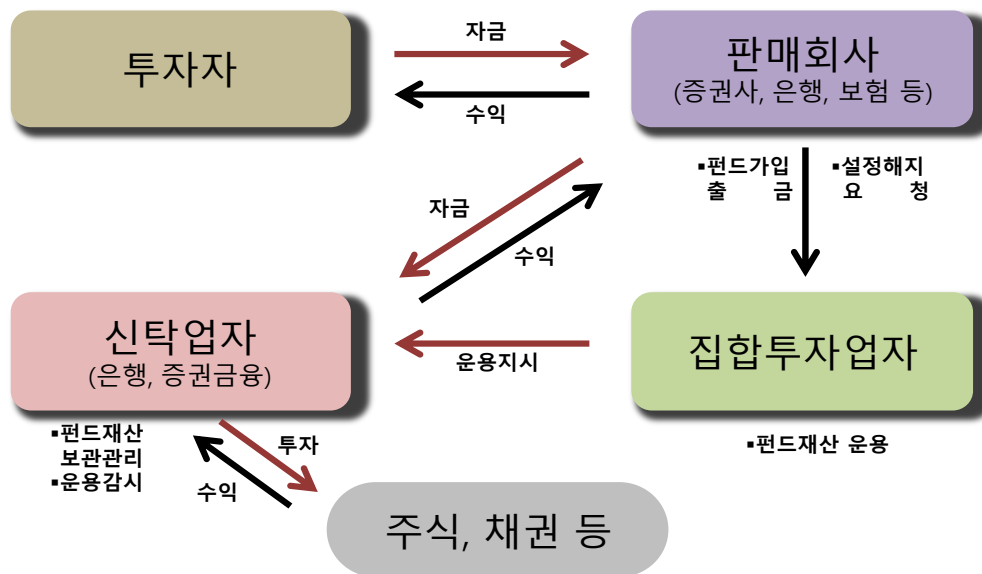 투자자
자금
수익
판매회사
(증권사, 은행, 보험 등)
▪펀드가입
출 금
▪설정해지
요 청
자금
수익
신탁업자
(은행, 증권금융)
운용지시
집합투자업자
▪펀드재산
보관관리
▪운용감시
투자
수익
▪펀드재산 운용
주식, 채권 등